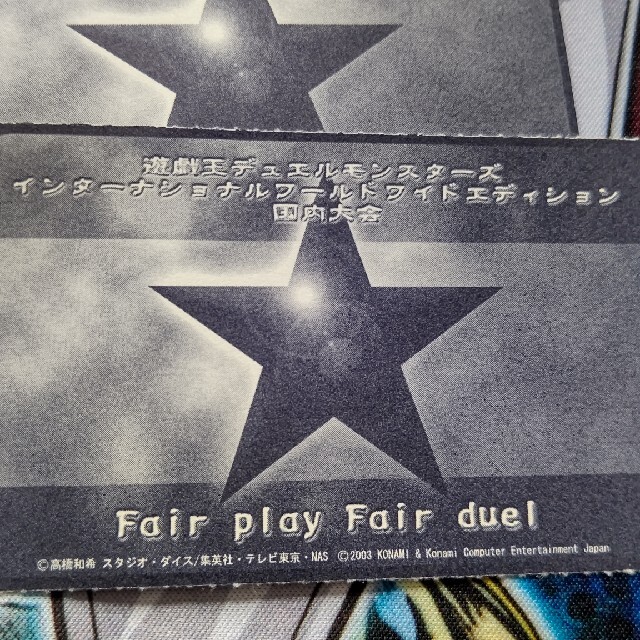 遊戯王デュエルモンスターズ
インターナショナルワールドワイドエディション
国内大会
Fair play Fair duel
©高橋和希 スタジオ・ダイス/集英社・テレビ東京・NAS ©2003 KONAMI & Konami Computer Entertainment Japan